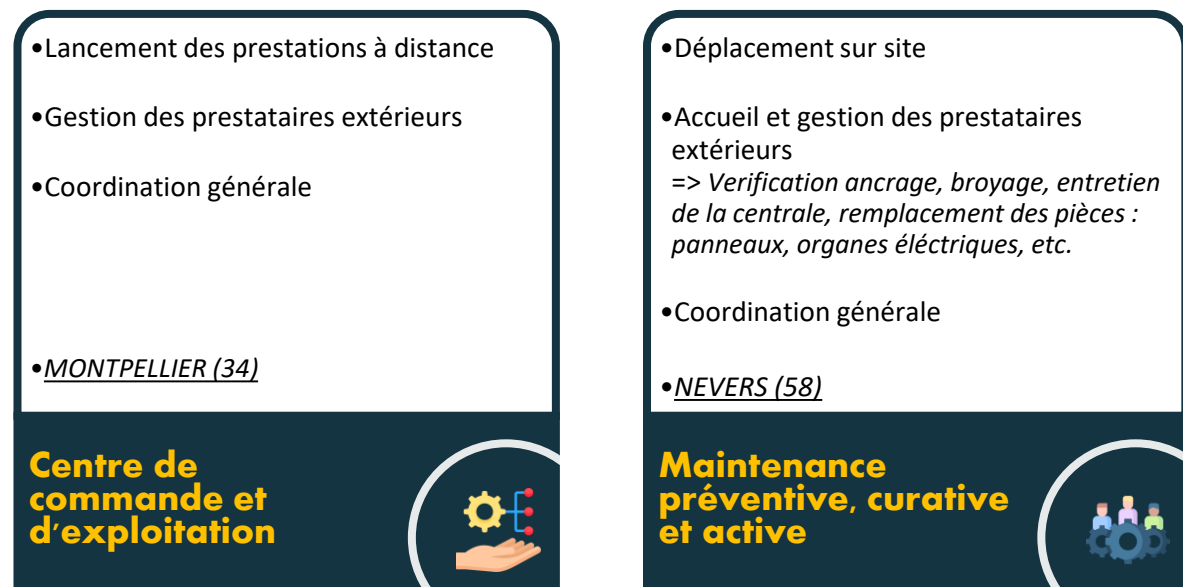 •Lancement des prestations à distance
•Gestion des prestataires extérieurs
•Coordination générale
•MONTPELLIER (34)
Centre de
commande et
d'exploitation
•Déplacement sur site
•Accueil et gestion des prestataires
extérieurs
=> Verification ancrage, broyage, entretien
de la centrale, remplacement des pièces :
panneaux, organes éléctriques, etc.
•Coordination générale
•NEVERS (58)
Maintenance
préventive, curative
et active